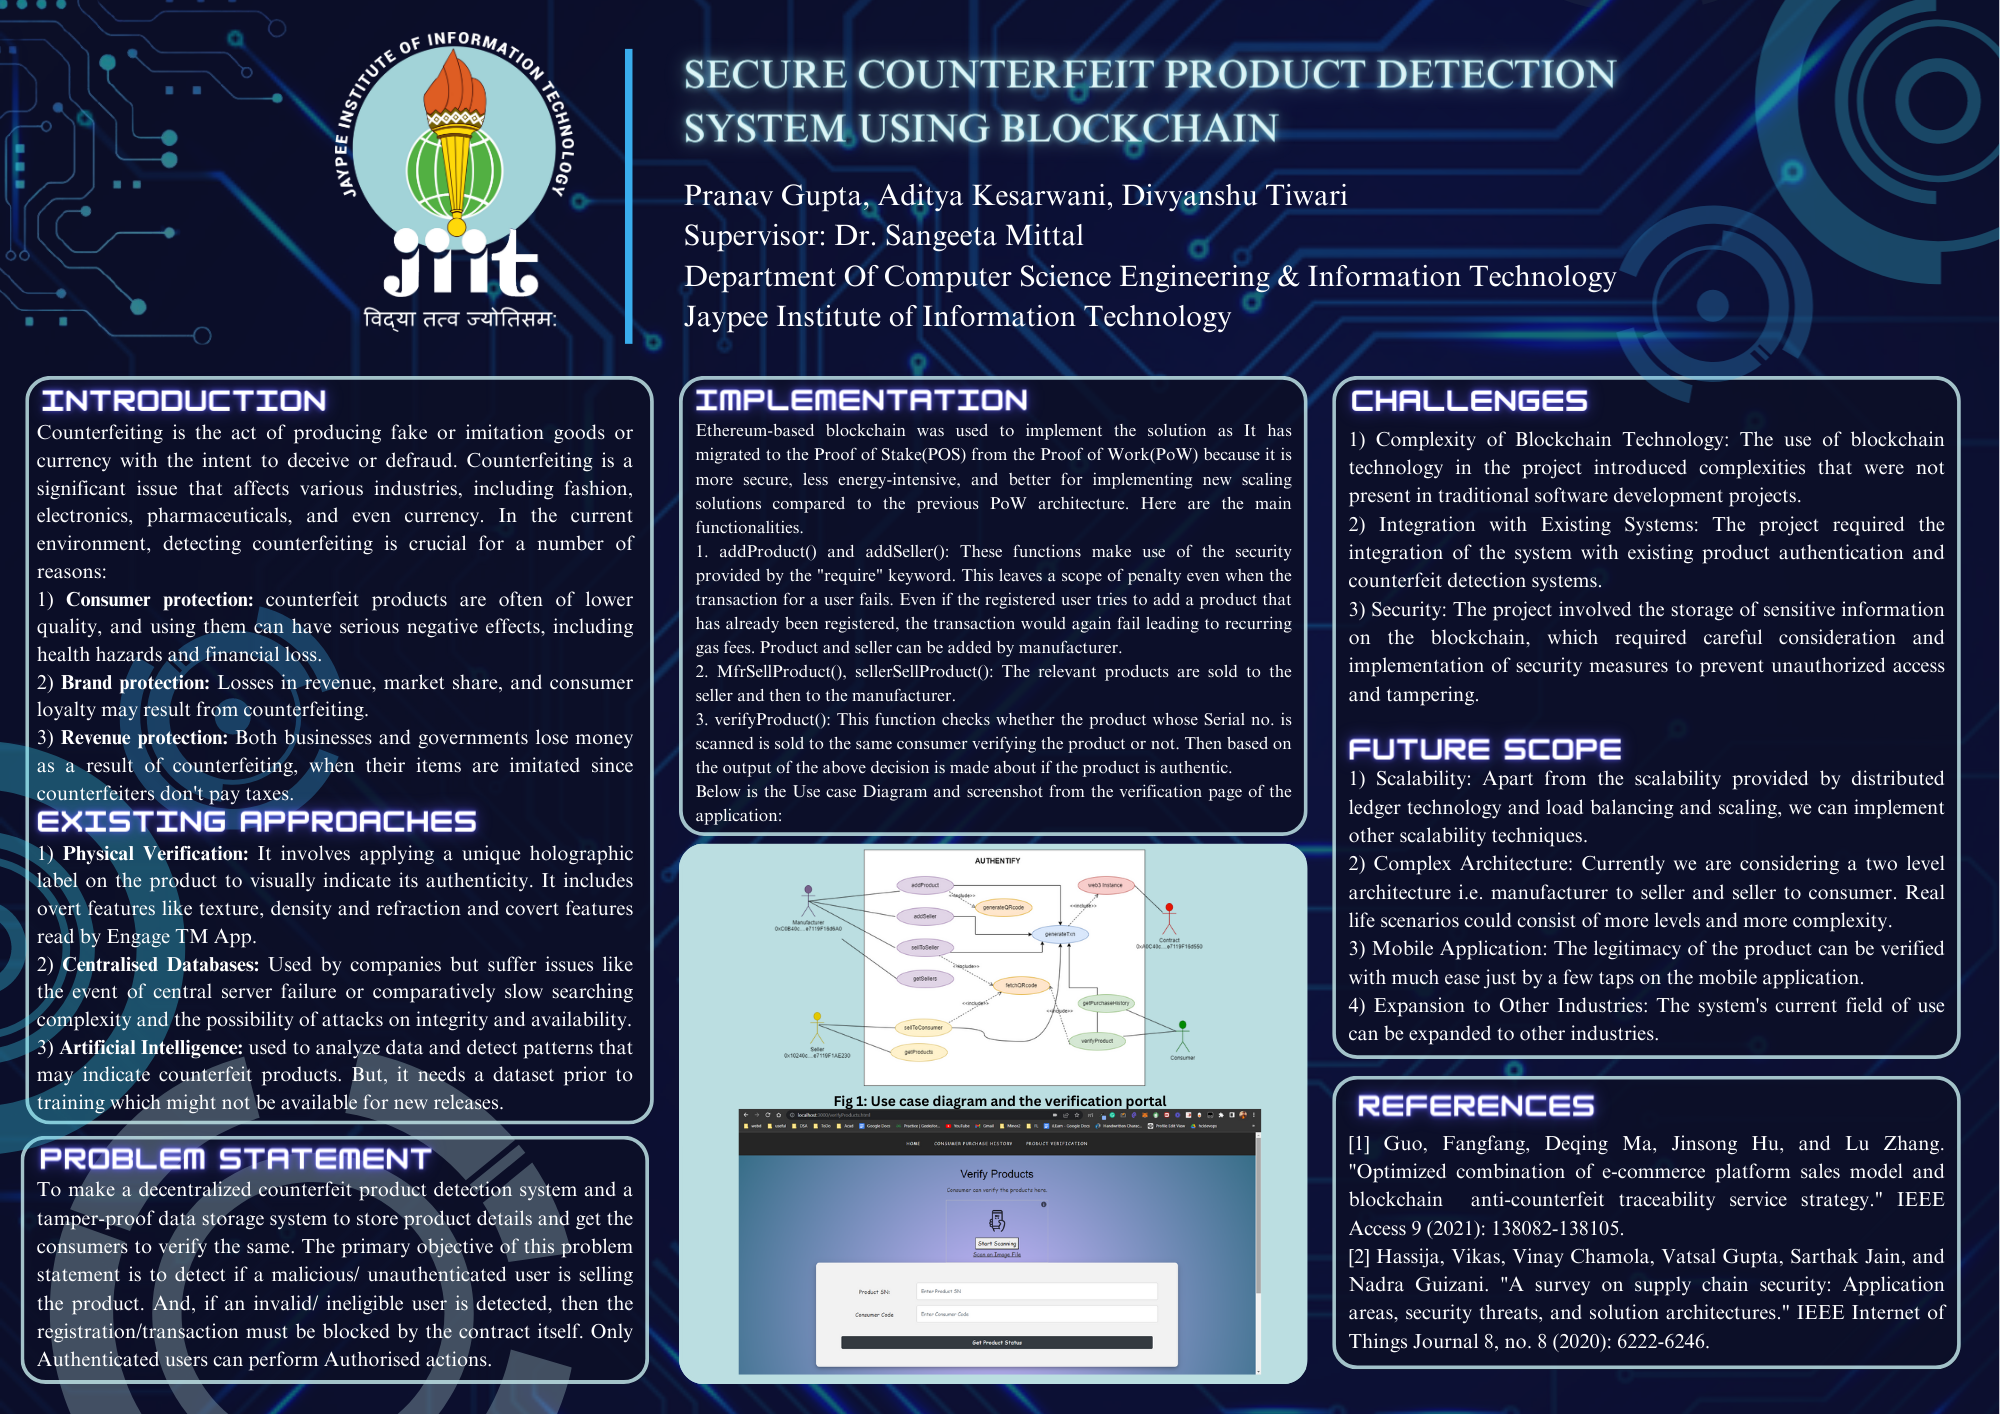 JAYPEE INSTITUTE OF INFORMATION TECHNOLOGY
jiit
विद्या तत्व ज्योतिसम:
SECURE COUNTERFEIT PRODUCT DETECTION
SYSTEM USING BLOCKCHAIN
Pranav Gupta, Aditya Kesarwani, Divyanshu Tiwari
Supervisor: Dr. Sangeeta Mittal
Department Of Computer Science Engineering & Information Technology
Jaypee Institute of Information Technology
INTRODUCTION
Counterfeiting is the act of producing fake or imitation goods or
currency with the intent to deceive or defraud. Counterfeiting is a
significant issue that affects various industries, including fashion,
electronics, pharmaceuticals, and even currency. In the current
environment, detecting counterfeiting is crucial for a number of
reasons:
1) Consumer protection: counterfeit products are often of lower
quality, and using them can have serious negative effects, including
health hazards and financial loss.
2) Brand protection: Losses in revenue, market share, and consumer
loyalty may result from counterfeiting.
3) Revenue protection: Both businesses and governments lose money
as a result of counterfeiting, when their items are imitated since
counterfeiters don't pay taxes.
EXISTING APPROACHES
1) Physical Verification: It involves applying a unique holographic
label on the product to visually indicate its authenticity. It includes
overt features like texture, density and refraction and covert features
read by Engage TM App.
2) Centralised Databases: Used by companies but suffer issues like
the event of central server failure or comparatively slow searching
complexity and the possibility of attacks on integrity and availability.
3) Artificial Intelligence: used to analyze data and detect patterns that
may indicate counterfeit products. But, it needs a dataset prior to
training which might not be available for new releases.
PROBLEM STATEMENT
To make a decentralized counterfeit product detection system and a
tamper-proof data storage system to store product details and get the
consumers to verify the same. The primary objective of this problem
statement is to detect if a malicious/ unauthenticated user is selling
the product. And, if an invalid/ ineligible user is detected, then the
registration/transaction must be blocked by the contract itself. Only
Authenticated users can perform Authorised actions.
IMPLEMENTATION
Ethereum-based blockchain was used to implement the solution as It has
migrated to the Proof of Stake(POS) from the Proof of Work(PoW) because it is
more secure, less energy-intensive, and better for implementing new scaling
solutions compared to the previous PoW architecture. Here are the main
functionalities.
1. addProduct() and addSeller(): These functions make use of the security
provided by the "require" keyword. This leaves a scope of penalty even when the
transaction for a user fails. Even if the registered user tries to add a product that
has already been registered, the transaction would again fail leading to recurring
gas fees. Product and seller can be added by manufacturer.
2. MfrSellProduct(), sellerSellProduct(): The relevant products are sold to the
seller and then to the manufacturer.
3. verifyProduct(): This function checks whether the product whose Serial no. is
scanned is sold to the same consumer verifying the product or not. Then based on
the output of the above decision is made about if the product is authentic.
Below is the Use case Diagram and screenshot from the verification page of the
application:
AUTHENTIFY
addProduct
web3 Instance
<<include>>
generateQRcode
<<include>>
addSeller
Manufacturer
generateTxn
Contract
sellToSeller
<<include>>
getSellers
fetchQRcode
<<include>>
getPurchaseHistory
<<include>>
sellToConsumer
verifyProduct
Seller
getProducts
Consumer
Fig 1: Use case diagram and the verification portal
HOME CONSUMER PURCHASE HISTORY PRODUCT VERIFICATION
Verify Products
Consumer can verify the products here.
Start Scanning
Scan an Image File
Product SN:
Enter Product SN
Consumer Code
Enter Consumer Code
Get Product Status
CHALLENGES
1) Complexity of Blockchain Technology: The use of blockchain
technology in the project introduced complexities that were not
present in traditional software development projects.
2) Integration with Existing Systems: The project required the
integration of the system with existing product authentication and
counterfeit detection systems.
3) Security: The project involved the storage of sensitive information
on the blockchain, which required careful consideration and
implementation of security measures to prevent unauthorized access
and tampering.
FUTURE SCOPE
1) Scalability: Apart from the scalability provided by distributed
ledger technology and load balancing and scaling, we can implement
other scalability techniques.
2) Complex Architecture: Currently we are considering a two level
architecture i.e. manufacturer to seller and seller to consumer. Real
life scenarios could consist of more levels and more complexity.
3) Mobile Application: The legitimacy of the product can be verified
with much ease just by a few taps on the mobile application.
4) Expansion to Other Industries: The system's current field of use
can be expanded to other industries.
REFERENCES
[1] Guo, Fangfang, Deqing Ma, Jinsong Hu, and Lu Zhang.
"Optimized combination of e-commerce platform sales model and
blockchain anti-counterfeit traceability service strategy." IEEE
Access 9 (2021): 138082-138105.
[2] Hassija, Vikas, Vinay Chamola, Vatsal Gupta, Sarthak Jain, and
Nadra Guizani. "A survey on supply chain security: Application
areas, security threats, and solution architectures." IEEE Internet of
Things Journal 8, no. 8 (2020): 6222-6246.